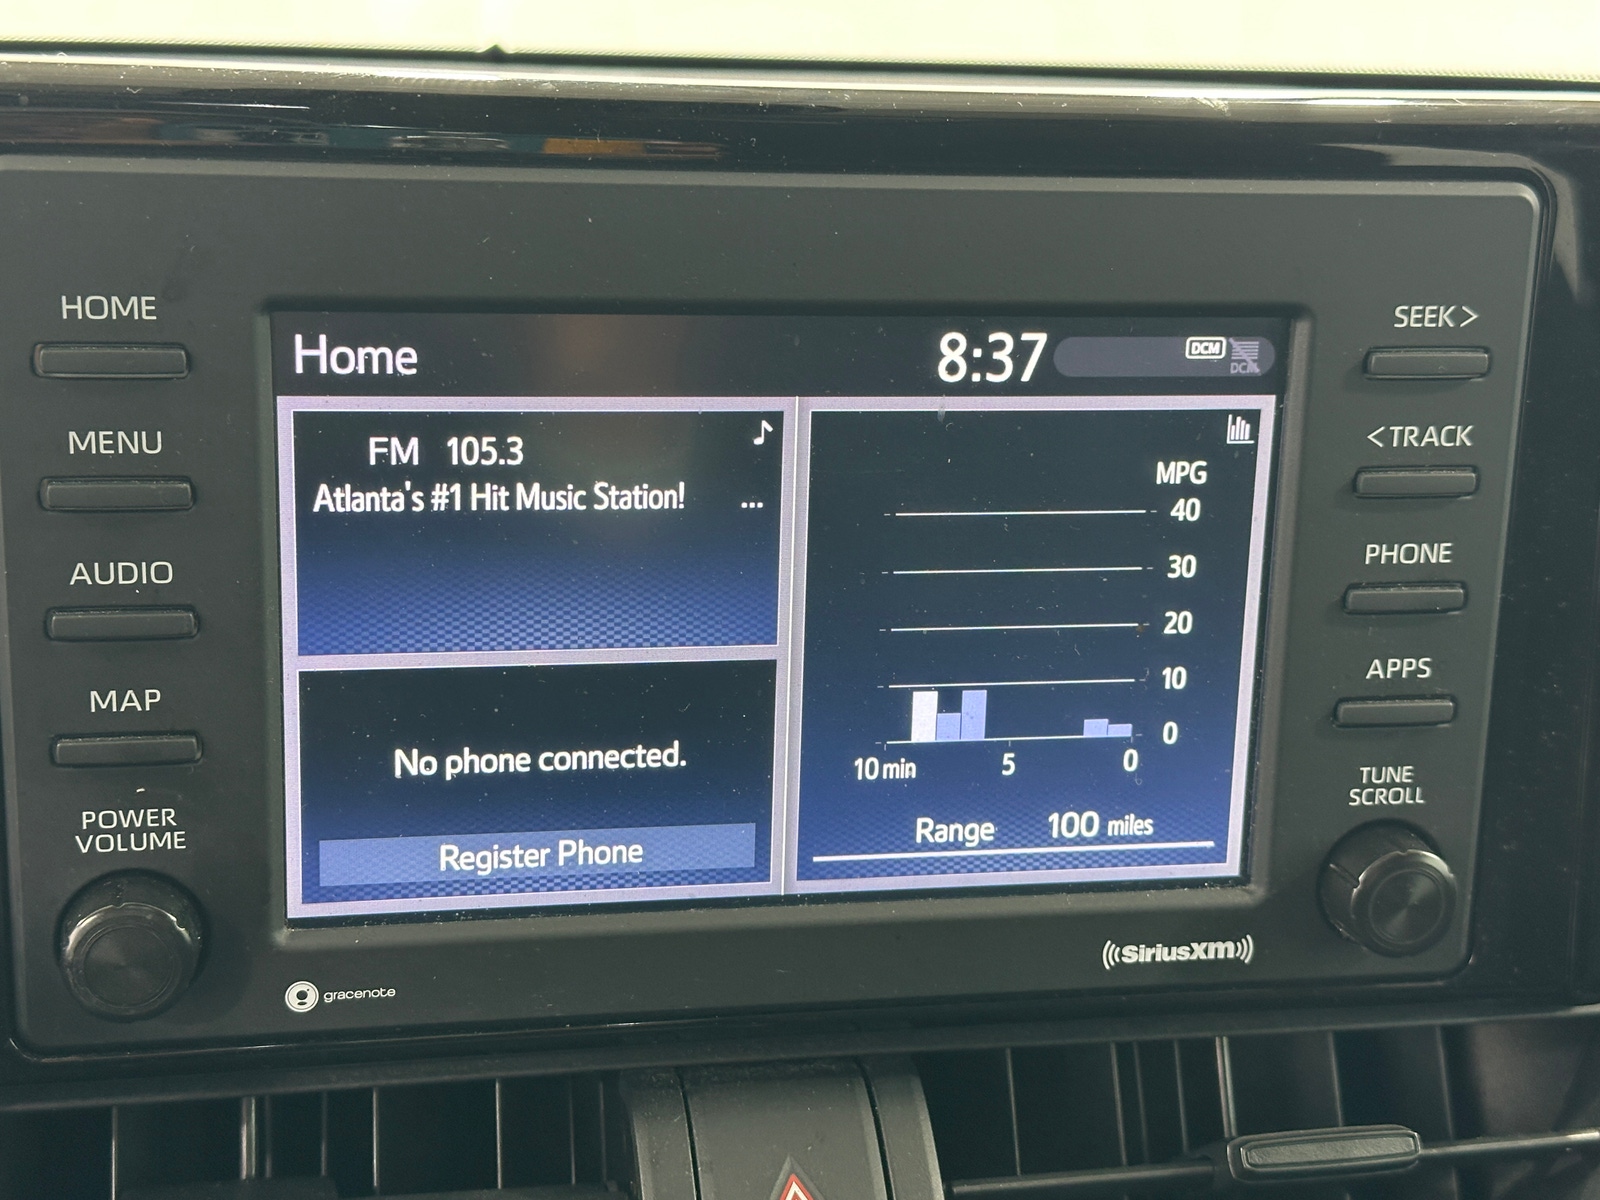 HOME
MENU
AUDIO
MAP
POWER
VOLUME
Home
8:37
DCM
DCM
FM 105.3
Atlanta's #1 Hit Music Station!
...
No phone connected.
Register Phone
MPG
40
30
20
10
0
10 min 5 0
Range 100 miles
SEEK >
< TRACK
PHONE
APPS
TUNE
SCROLL
gracenote
((SiriusXM))